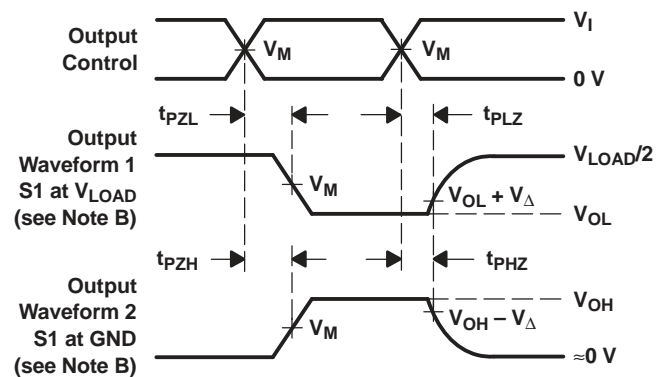 Output
Control
V_M
V_M
V_I
0 V
t_PZL
t_PLZ
Output
Waveform 1
S1 at V_LOAD
(see Note B)
V_M
V_LOAD/2
V_OL + V_Δ
V_OL
t_PZH
t_PHZ
Output
Waveform 2
S1 at GND
(see Note B)
V_M
V_OH
V_OH – V_Δ
≈0 V